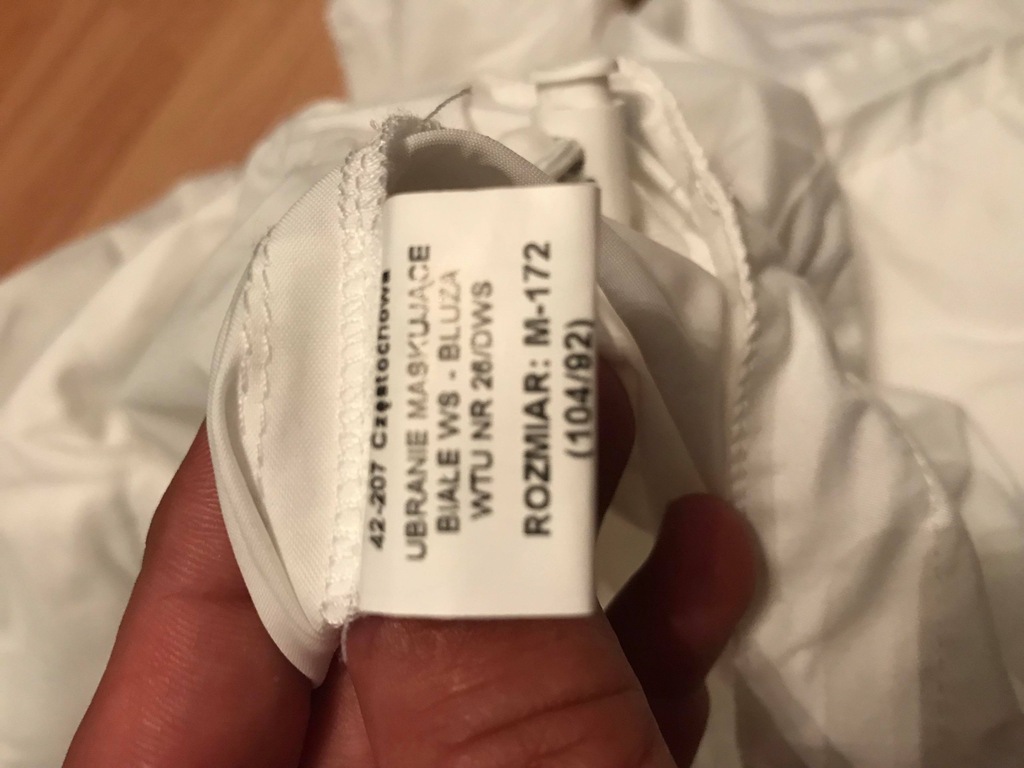 42-207 Częstochowa
UBRANIE MASKUJĄCE
BIAŁE WS - BLUZA
WTU NR 26/DWS
ROZMIAR: M-172
(104/92)